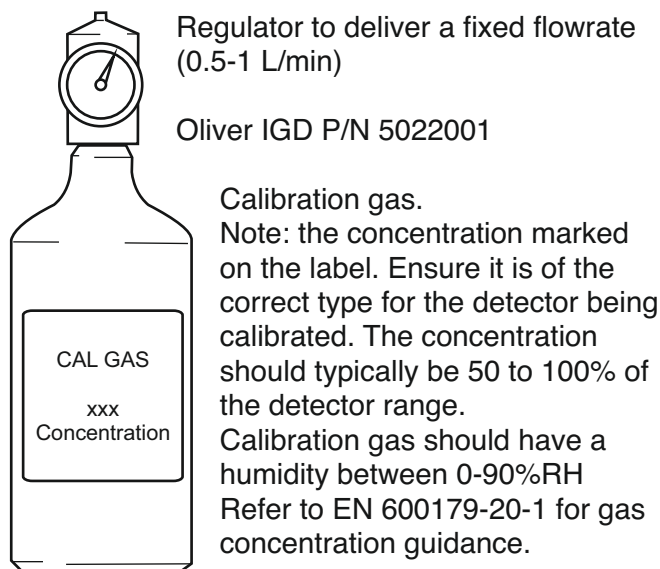 Regulator to deliver a fixed flowrate
(0.5-1 L/min)
Oliver IGD P/N 5022001
Calibration gas.
Note: the concentration marked
on the label. Ensure it is of the
correct type for the detector being
calibrated. The concentration
should typically be 50 to 100% of
the detector range.
Calibration gas should have a
humidity between 0-90%RH
Refer to EN 600179-20-1 for gas
concentration guidance.
CAL GAS
xxx
Concentration